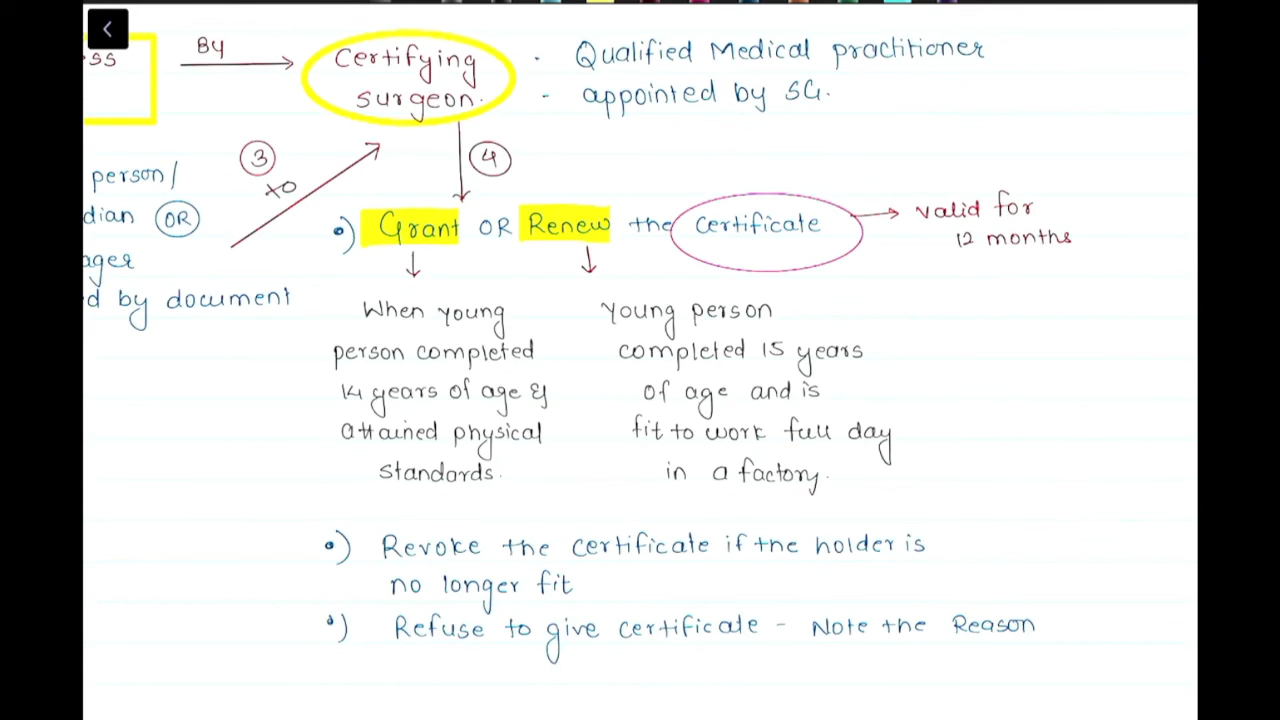 ss
By
Certifying
surgeon.
· Qualified Medical practitioner
- appointed by SG.
3
to
4
person/
dian OR
ager
d by document
•) Grant OR Renew the Certificate
valid for
12 months
When young
person completed
14 years of age &
attained physical
standards.
Young person
completed 15 years
of age and is
fit to work full day
in a factory.
•) Revoke the certificate if the holder is
no longer fit
•) Refuse to give certificate - Note the Reason